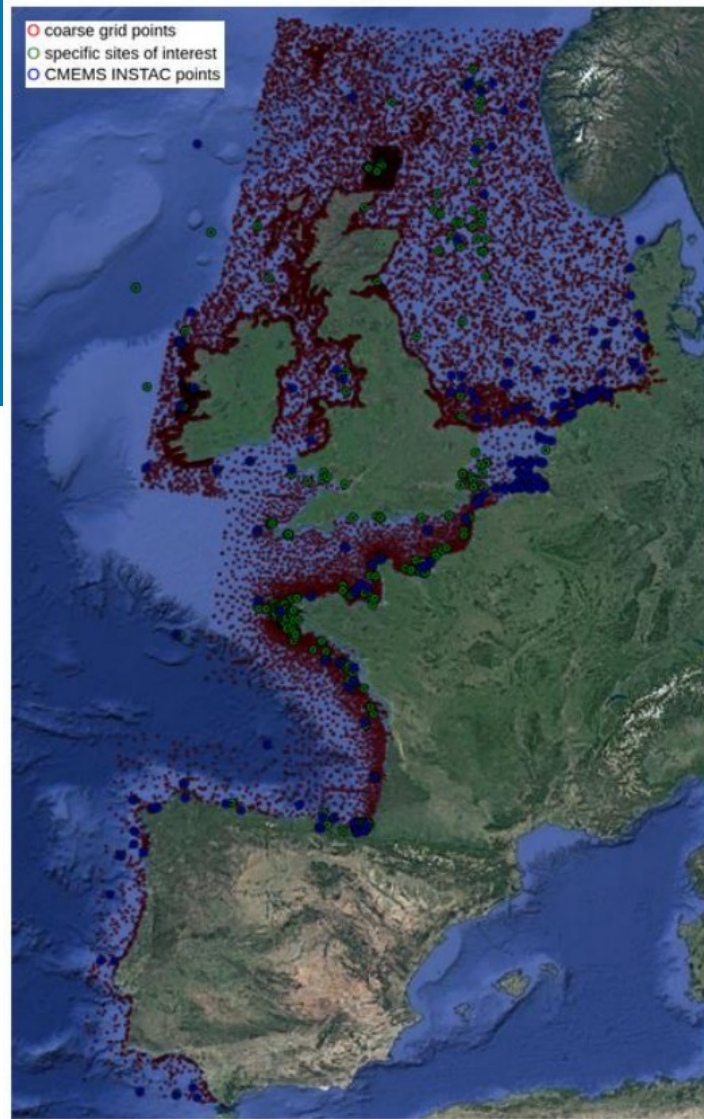 O coarse grid points
O specific sites of interest
O CMEMS INSTAC points